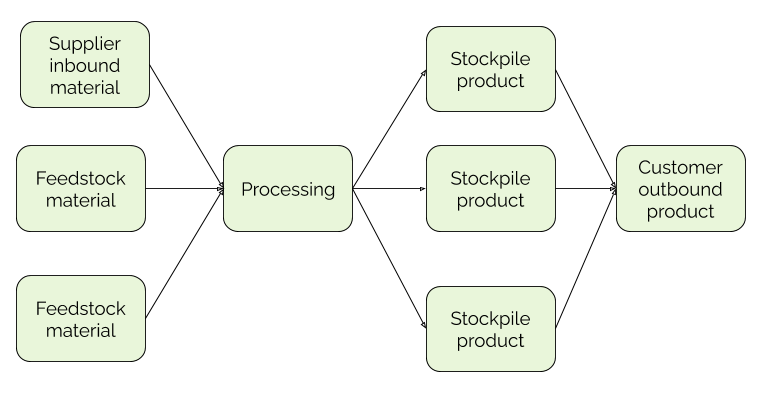 Supplier
inbound
material
Feedstock
material
Feedstock
material
Processing
Stockpile
product
Stockpile
product
Stockpile
product
Customer
outbound
product